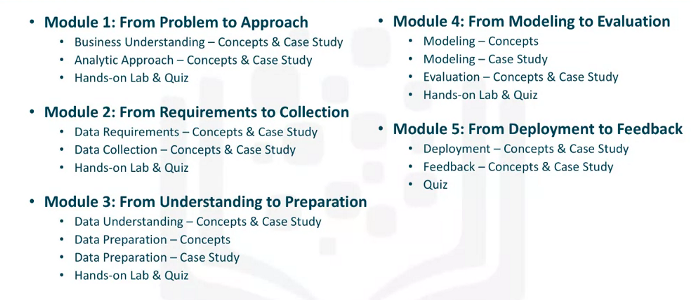 • Module 1: From Problem to Approach
• Business Understanding – Concepts & Case Study
• Analytic Approach – Concepts & Case Study
• Hands-on Lab & Quiz
• Module 2: From Requirements to Collection
• Data Requirements – Concepts & Case Study
• Data Collection – Concepts & Case Study
• Hands-on Lab & Quiz
• Module 3: From Understanding to Preparation
• Data Understanding – Concepts & Case Study
• Data Preparation – Concepts
• Data Preparation – Case Study
• Hands-on Lab & Quiz
• Module 4: From Modeling to Evaluation
• Modeling – Concepts
• Modeling – Case Study
• Evaluation – Concepts & Case Study
• Hands-on Lab & Quiz
• Module 5: From Deployment to Feedback
• Deployment – Concepts & Case Study
• Feedback – Concepts & Case Study
• Quiz